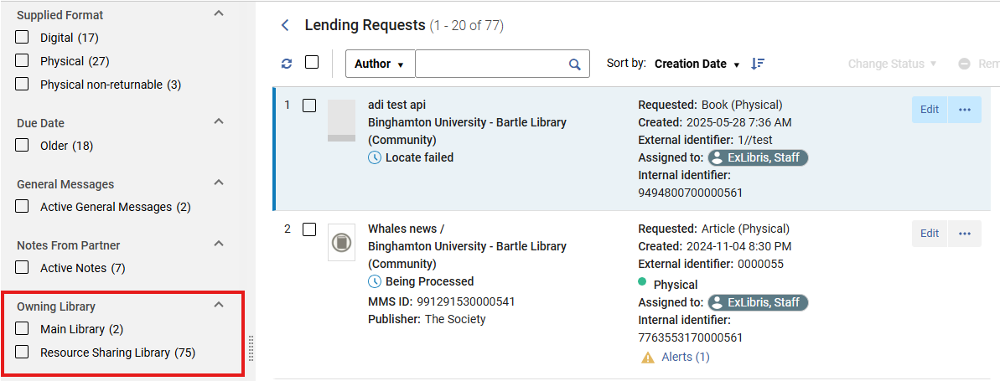 Supplied Format
Digital (17)
Physical (27)
Physical non-returnable (3)
Due Date
Older (18)
General Messages
Active General Messages (2)
Notes From Partner
Active Notes (7)
Owning Library
Main Library (2)
Resource Sharing Library (75)
Lending Requests (1 - 20 of 77)
Author
Sort by: Creation Date
Change Status
1
adi test api
Binghamton University - Bartle Library
(Community)
Locate failed
Requested: Book (Physical)
Created: 2025-05-28 7:36 AM
External identifier: 1//test
Assigned to: ExLibris, Staff
Internal identifier:
9494800700000561
Edit
2
Whales news /
Binghamton University - Bartle Library
(Community)
Being Processed
MMS ID: 991291530000541
Publisher: The Society
Requested: Article (Physical)
Created: 2024-11-04 8:30 PM
External identifier: 0000055
Physical
Assigned to: ExLibris, Staff
Internal identifier:
7763553170000561
Alerts (1)
Edit